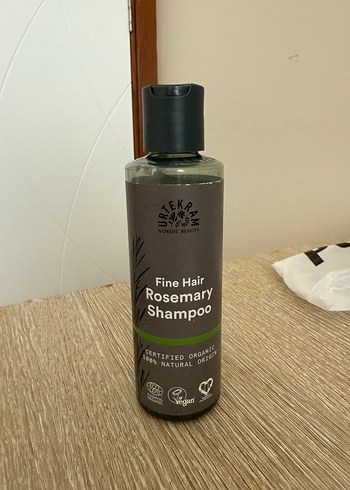 URTEKRAM
NORDIC BEAUTY
Fine Hair
Rosemary
Shampoo
CERTIFIED ORGANIC
100% NATURAL ORIGIN
Vegan